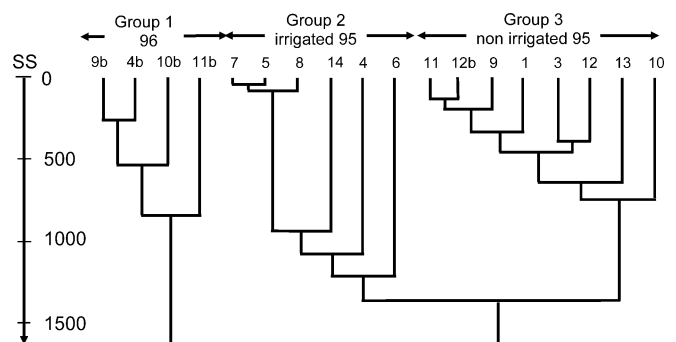 Group 1
96
Group 2
irrigated 95
Group 3
non irrigated 95
SS 9b 4b 10b 11b 7 5 8 14 4 6 11 12b 9 1 3 12 13 10
0
500
1000
1500